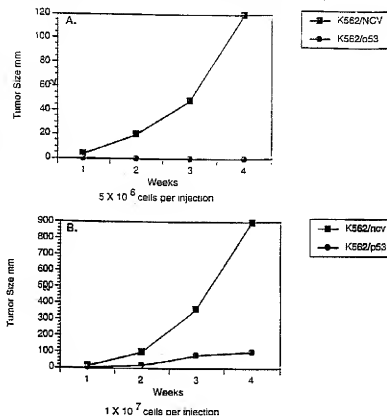 A.
K562/NCV
K562/p53
Tumor Size mm
120
100
80
60
40
20
0
1 2 3 4
Weeks
5 X 10^6 cells per injection
B.
K562/ncv
K562/p53
Tumor Size mm
900
800
700
600
500
400
300
200
100
0
1 2 3 4
Weeks
1 X 10^7 cells per injection